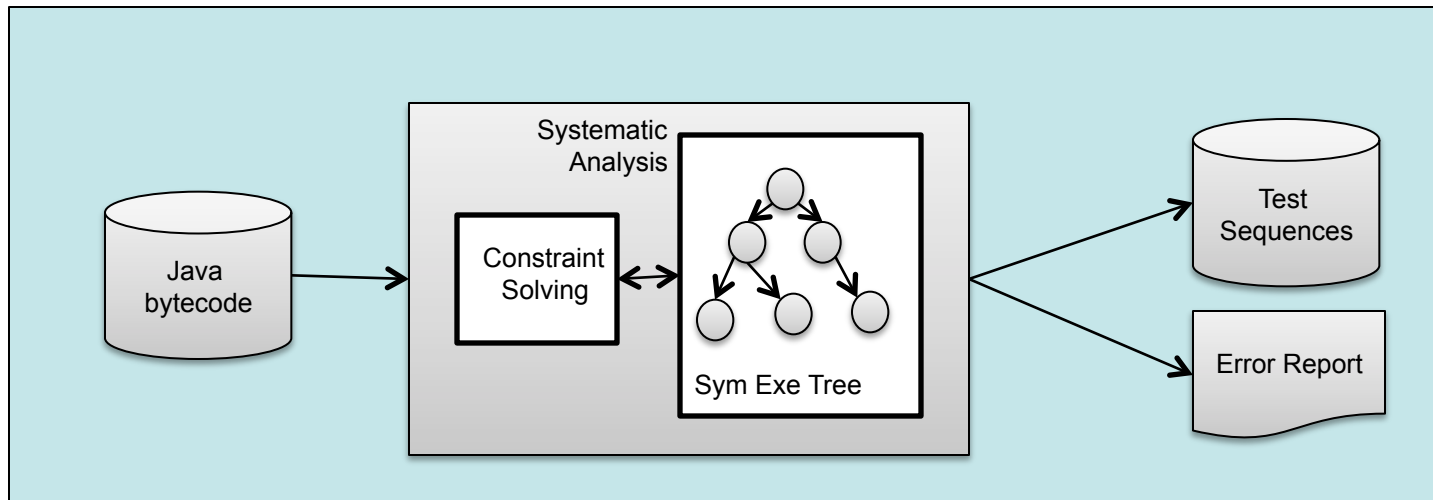 Systematic
Analysis
Java
bytecode
Constraint
Solving
Sym Exe Tree
Test
Sequences
Error Report